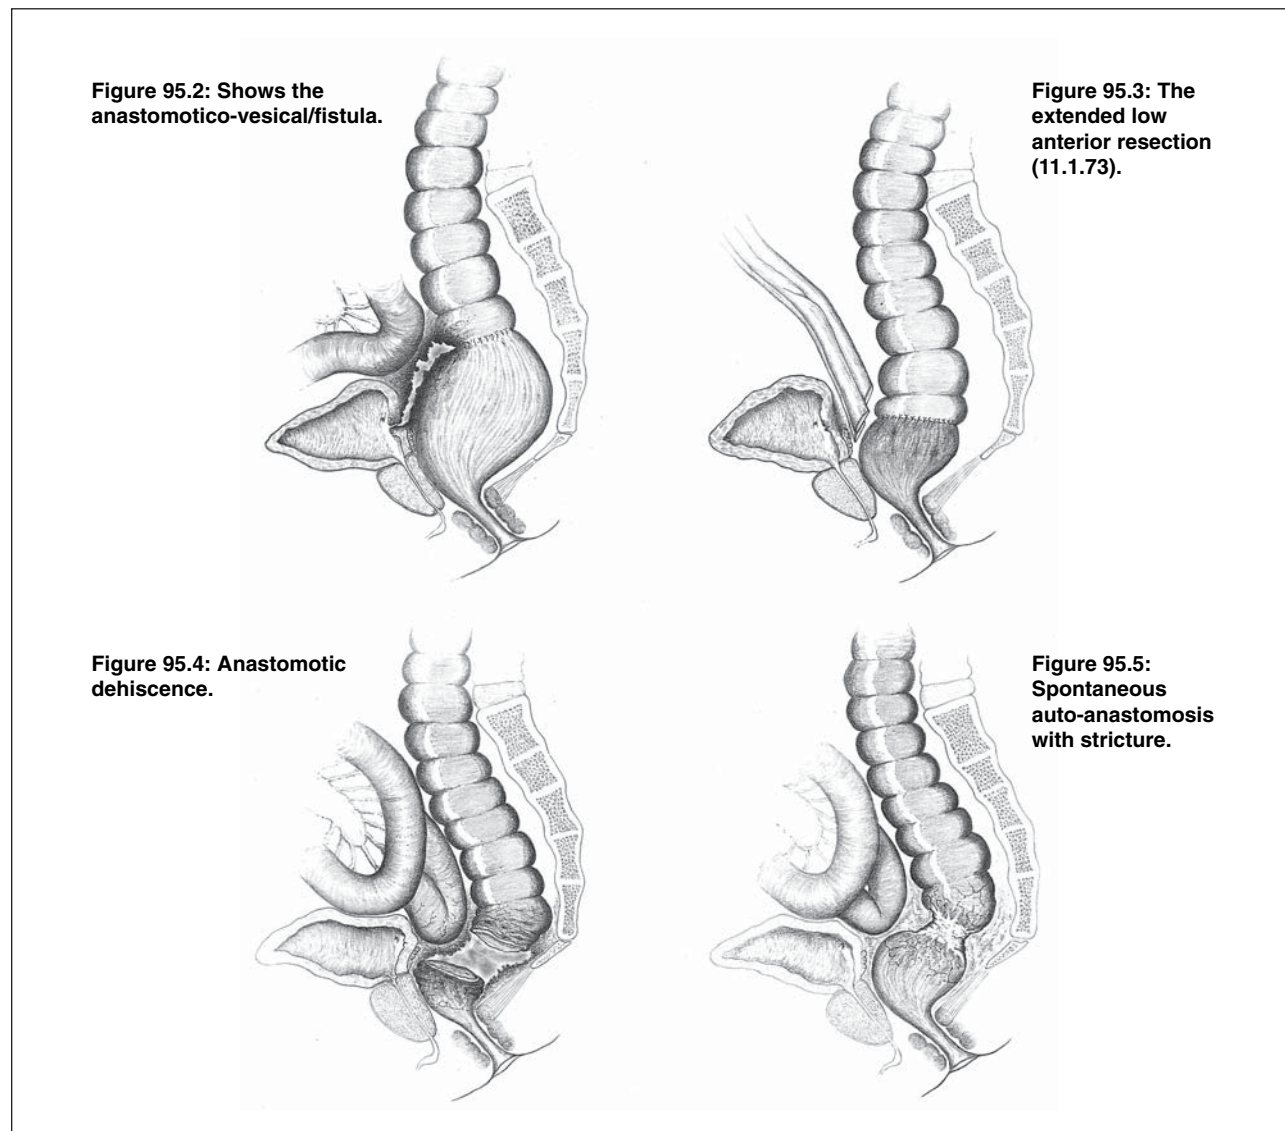 Figure 95.2: Shows the
anastomotico-vesical/fistula.
Figure 95.3: The
extended low
anterior resection
(11.1.73).
Figure 95.4: Anastomotic
dehiscence.
Figure 95.5:
Spontaneous
auto-anastomosis
with stricture.